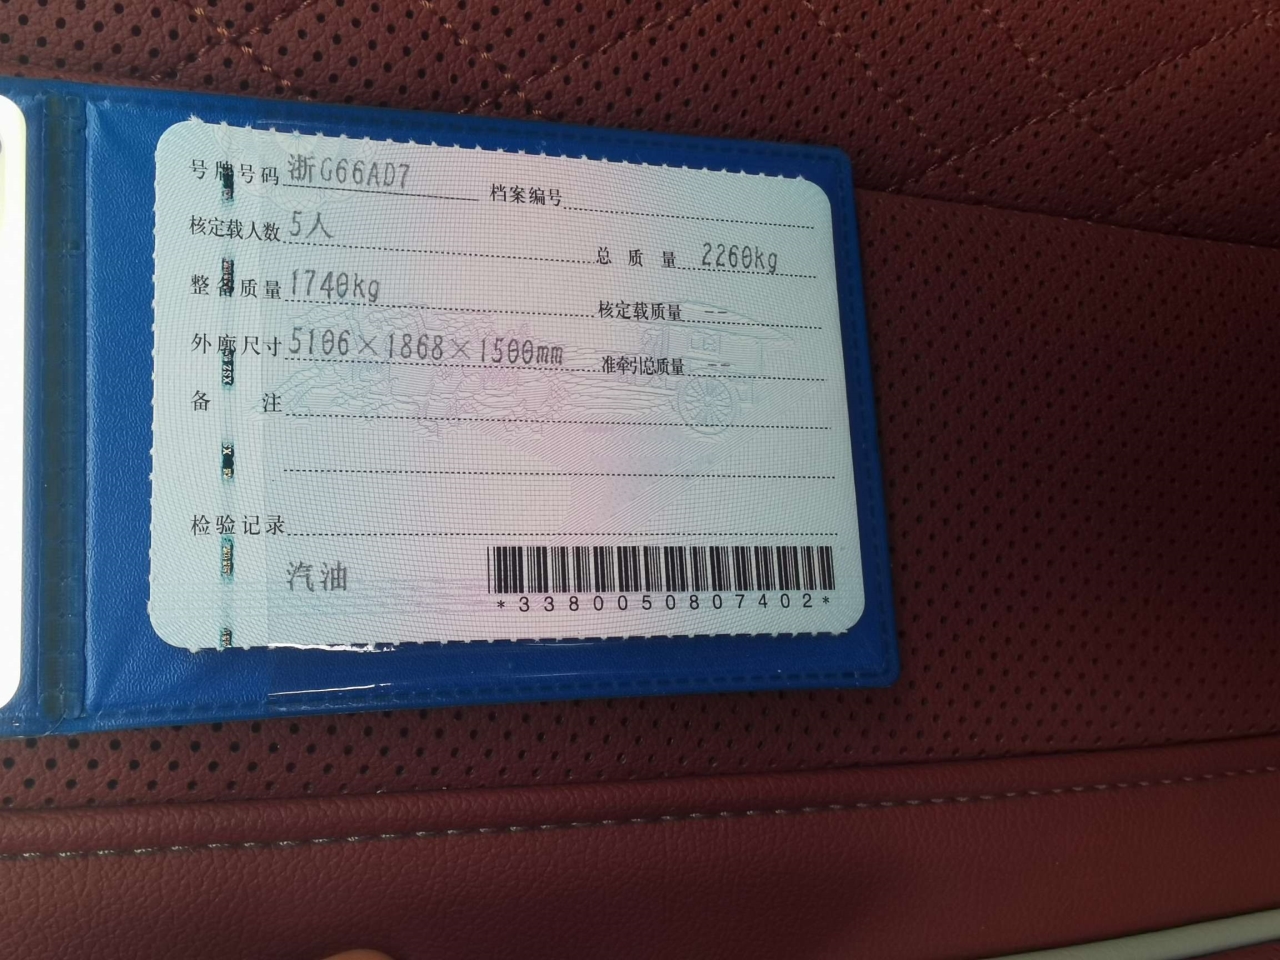 号牌号码 浙G66AD7 档案编号
核定载人数 5人 总质量 2260kg
整备质量 1740kg 核定载质量 --
外廓尺寸 5106×1868×1500mm 准牵引总质量 --
备注
检验记录
汽油
*3380050807402*